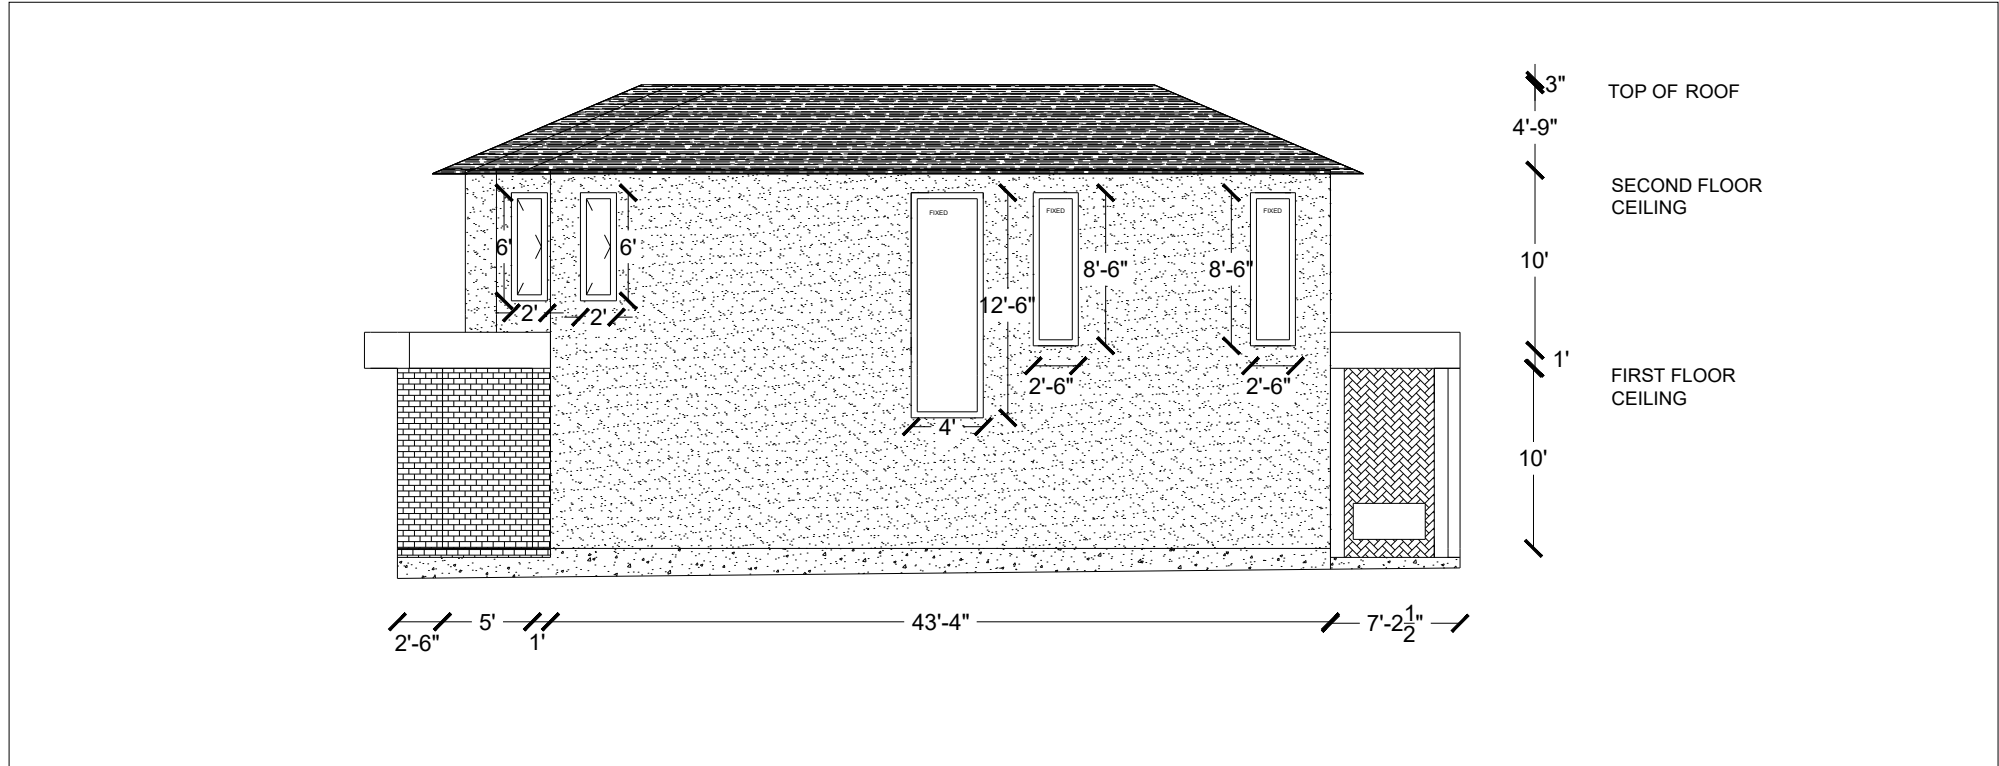 3"
TOP OF ROOF
4'-9"
SECOND FLOOR
CEILING
FIXED
FIXED
FIXED
6'
6'
10'
8'-6"
8'-6"
12'-6"
2'
2'
1'
FIRST FLOOR
CEILING
2'-6"
2'-6"
4'
10'
2'-6"
5'
1'
43'-4"
7'-2 1/2"